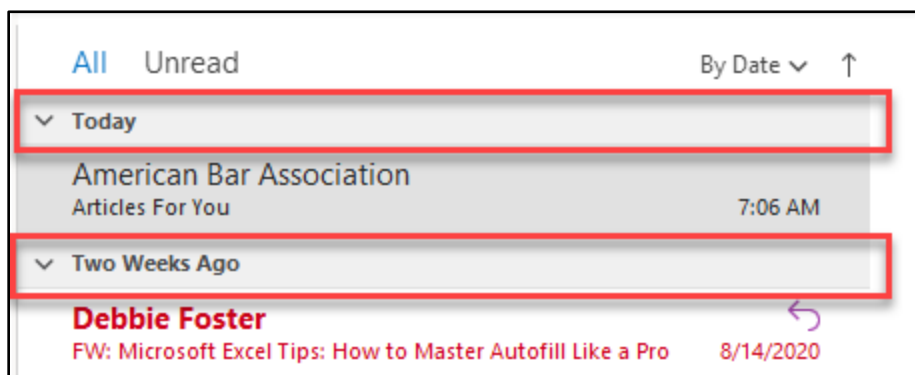 All Unread By Date
Today
American Bar Association
Articles For You 7:06 AM
Two Weeks Ago
Debbie Foster
FW: Microsoft Excel Tips: How to Master Autofill Like a Pro 8/14/2020